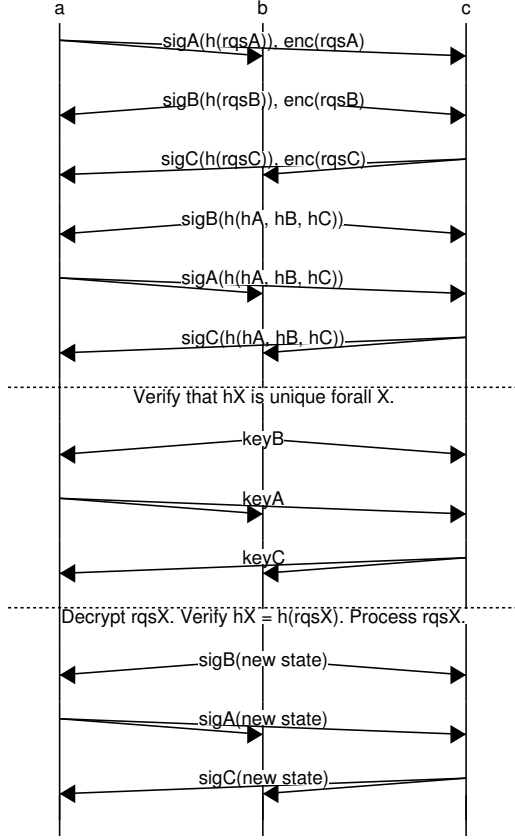 a b c
sigA(h(rqsA)), enc(rqsA)
sigB(h(rqsB)), enc(rqsB)
sigC(h(rqsC)), enc(rqsC)
sigB(h(hA, hB, hC))
sigA(h(hA, hB, hC))
sigC(h(hA, hB, hC))
Verify that hX is unique forall X.
keyB
keyA
keyC
Decrypt rqsX. Verify hX = h(rqsX). Process rqsX.
sigB(new state)
sigA(new state)
sigC(new state)